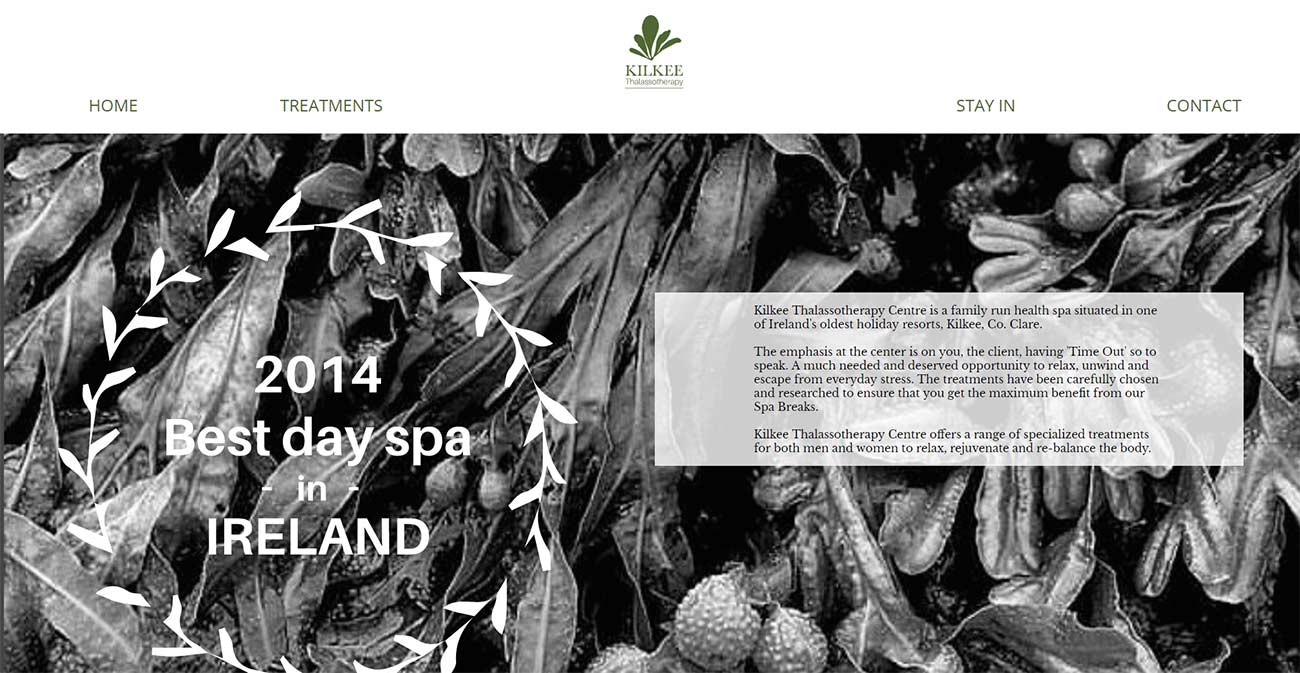 KILKEE
Thalassotherapy
HOME
TREATMENTS
STAY IN
CONTACT
2014
Best day spa
- in -
IRELAND
Kilkee Thalassotherapy Centre is a family run health spa situated in one
of Ireland's oldest holiday resorts, Kilkee, Co. Clare.
The emphasis at the center is on you, the client, having 'Time Out' so to
speak. A much needed and deserved opportunity to relax, unwind and
escape from everyday stress. The treatments have been carefully chosen
and researched to ensure that you get the maximum benefit from our
Spa Breaks.
Kilkee Thalassotherapy Centre offers a range of specialized treatments
for both men and women to relax, rejuvenate and re-balance the body.